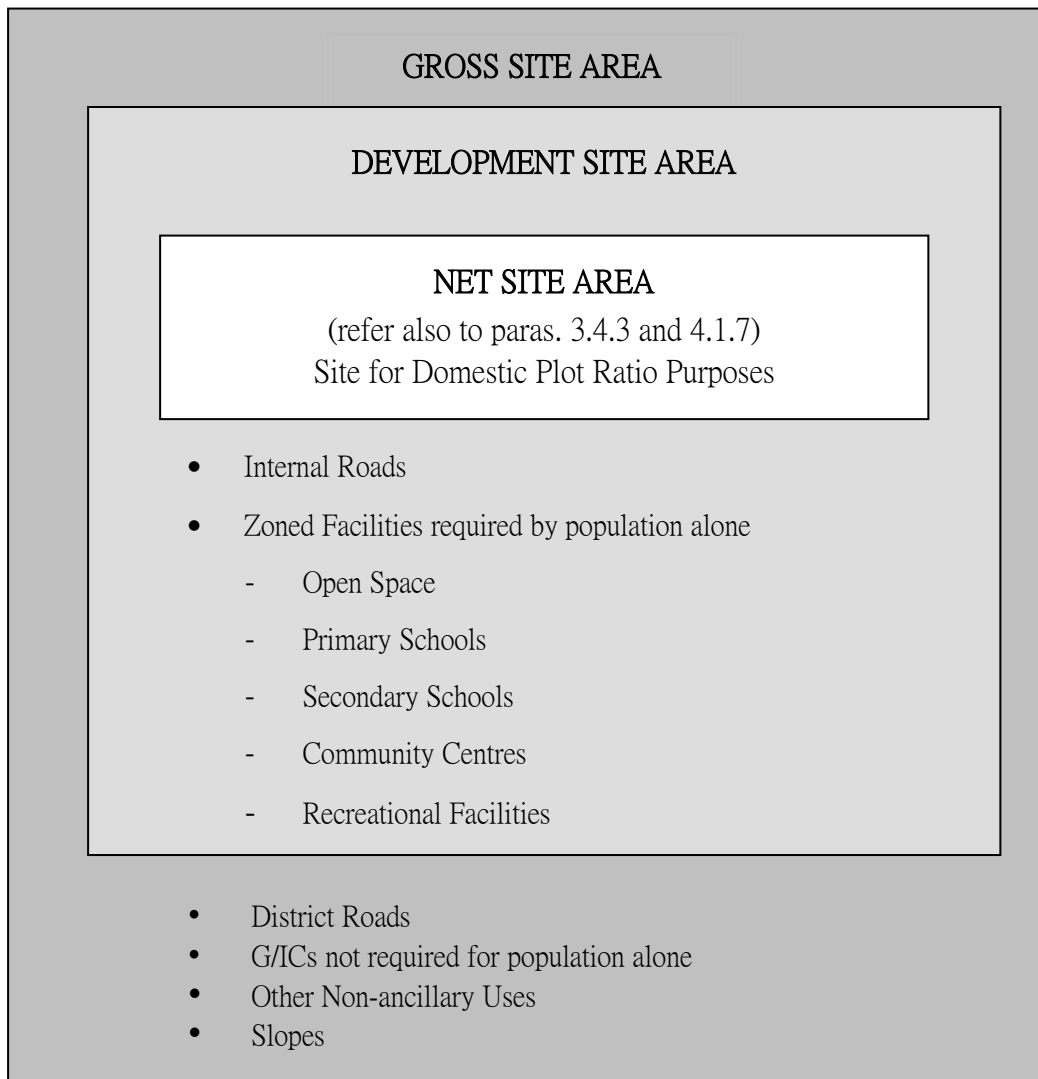 GROSS SITE AREA
DEVELOPMENT SITE AREA
NET SITE AREA
(refer also to paras. 3.4.3 and 4.1.7)
Site for Domestic Plot Ratio Purposes
• Internal Roads
• Zoned Facilities required by population alone
- Open Space
- Primary Schools
- Secondary Schools
- Community Centres
- Recreational Facilities
• District Roads
• G/ICs not required for population alone
• Other Non-ancillary Uses
• Slopes